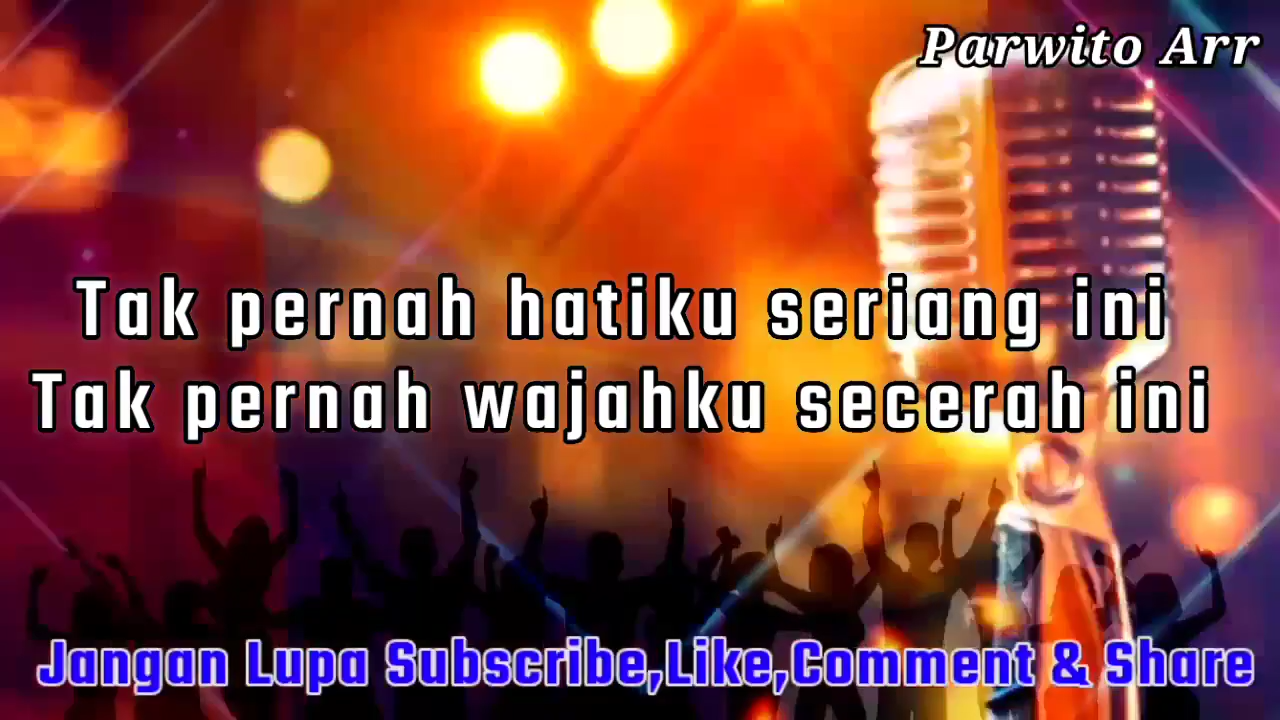 Parwito Arr
Tak pernah hatiku seriang ini
Tak pernah wajahku secerah ini
Jangan Lupa Subscribe,Like,Comment & Share